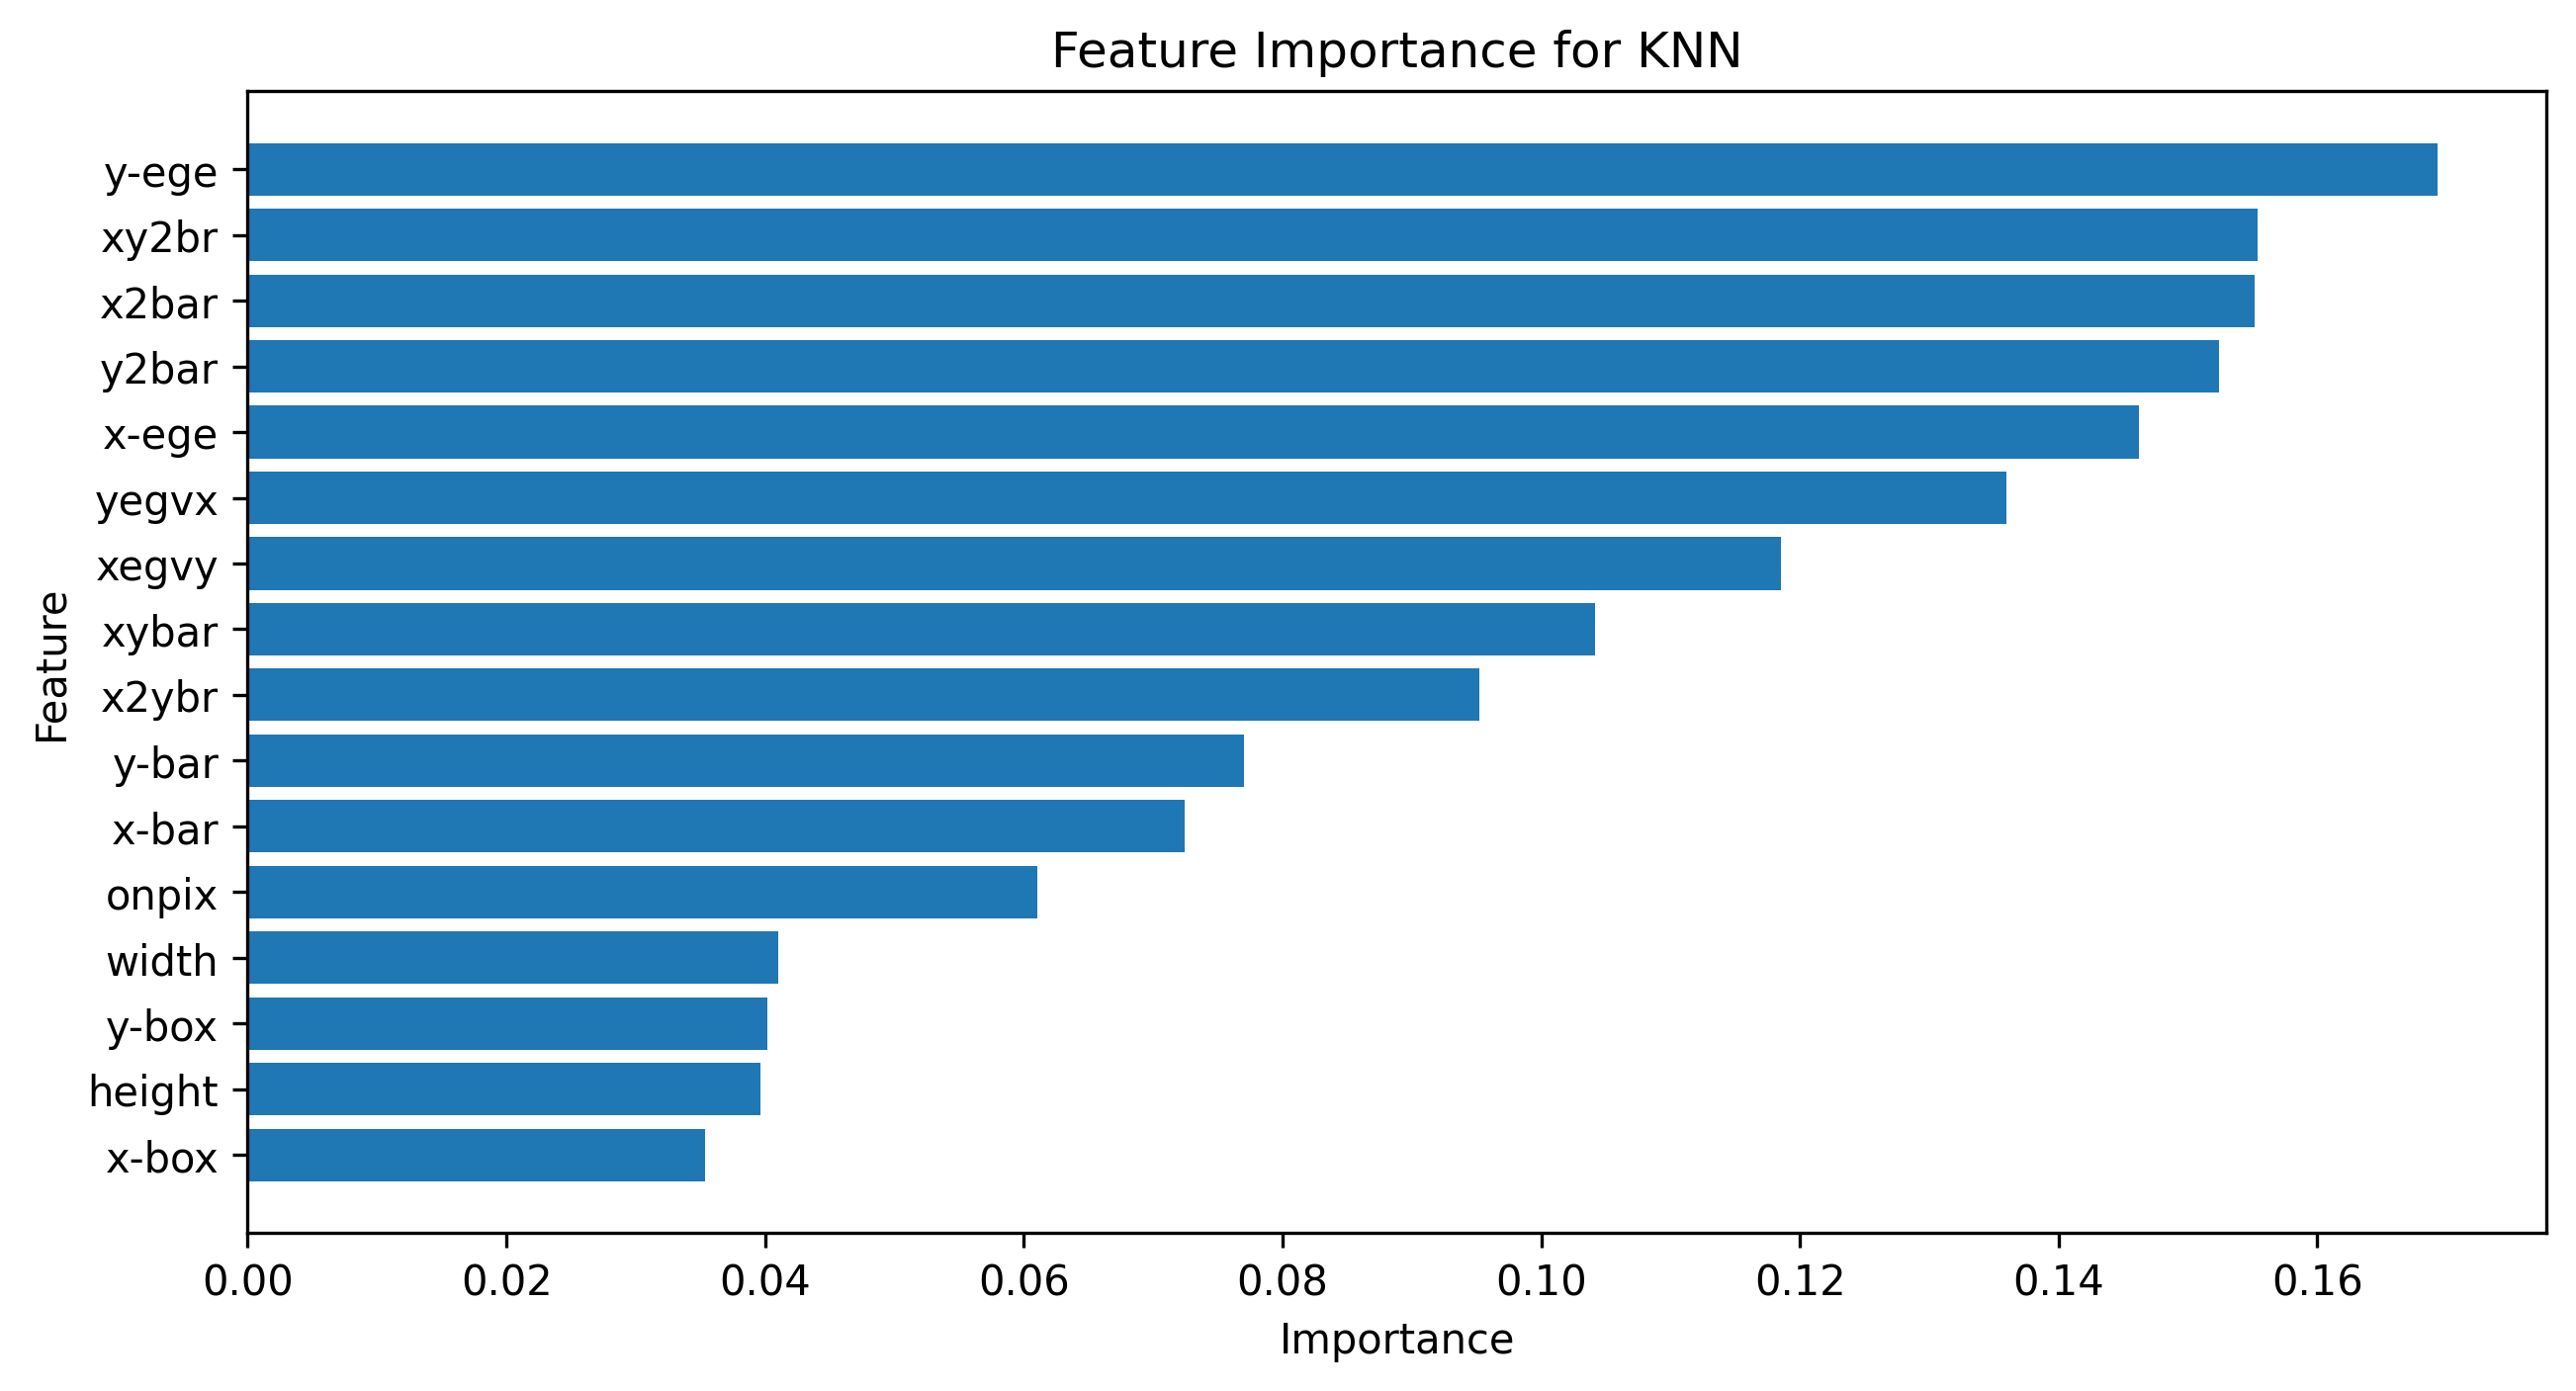 Feature Importance for KNN
y-ege
xy2br
x2bar
y2bar
x-ege
yegvx
xegvy
xybar
x2ybr
y-bar
x-bar
onpix
width
y-box
height
x-box
Feature
0.00 0.02 0.04 0.06 0.08 0.10 0.12 0.14 0.16
Importance